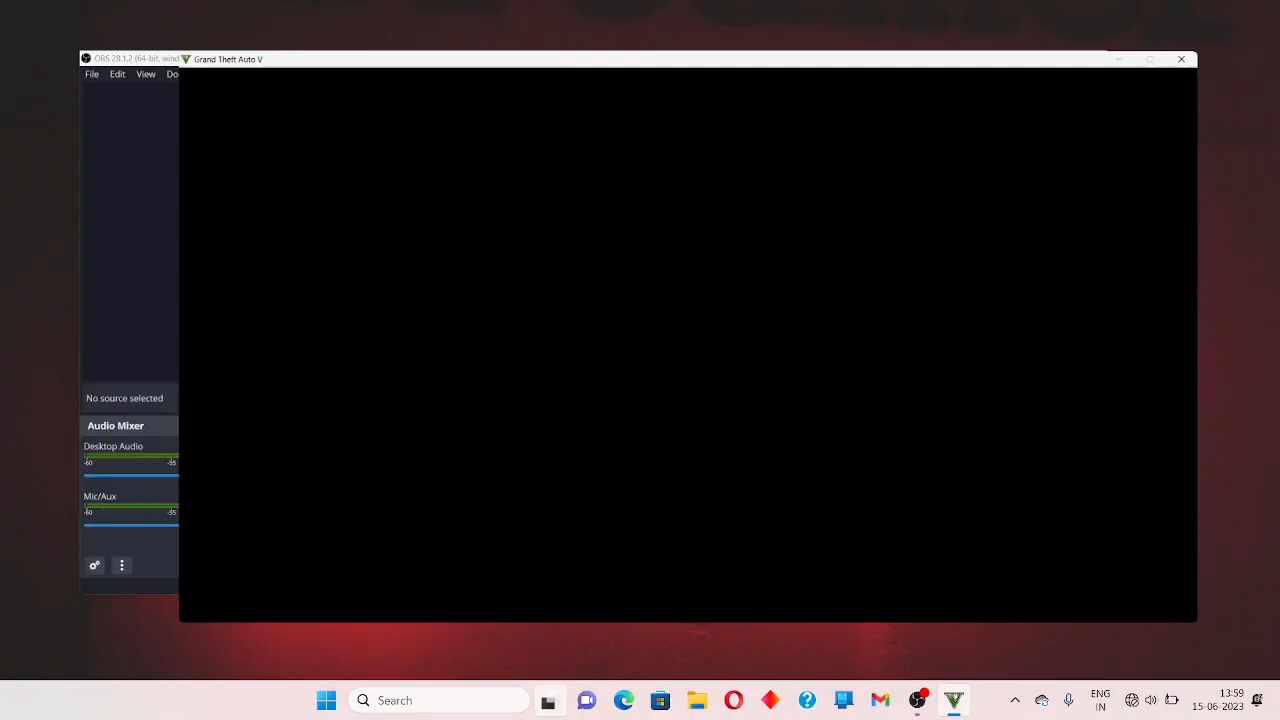 OBS 28.1.2 (64-bit, wind
Grand Theft Auto V
File Edit View Do
No source selected
Audio Mixer
Desktop Audio
-60 -55
Mic/Aux
-60 -55
Search
ENG
IN
13:59
15-06-2023